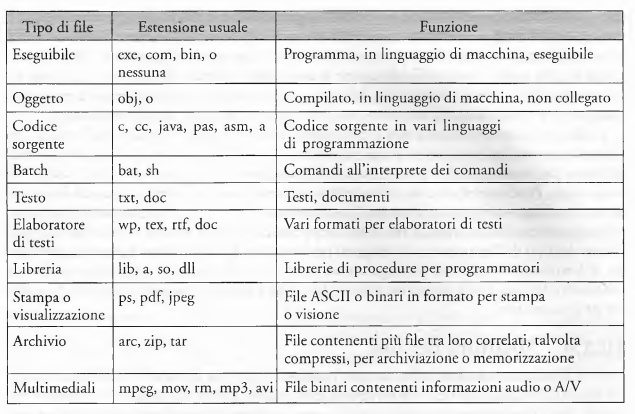 Tipo di file Estensione usuale Funzione
Eseguibile exe, com, bin, o Programma, in linguaggio di macchina, eseguibile
nessuna
Oggetto obj, o Compilato, in linguaggio di macchina, non collegato
Codice c, cc, java, pas, asm, a Codice sorgente in vari linguaggi
sorgente di programmazione
Batch bat, sh Comandi all'interprete dei comandi
Testo txt, doc Testi, documenti
Elaboratore wp, tex, rtf, doc Vari formati per elaboratori di testi
di testi
Libreria lib, a, so, dll Librerie di procedure per programmatori
Stampa o ps, pdf, jpeg File ASCII o binari in formato per stampa
visualizzazione o visione
Archivio arc, zip, tar File contenenti più file tra loro correlati, talvolta
compressi, per archiviazione o memorizzazione
Multimediali mpeg, mov, rm, mp3, avi File binari contenenti informazioni audio o A/V